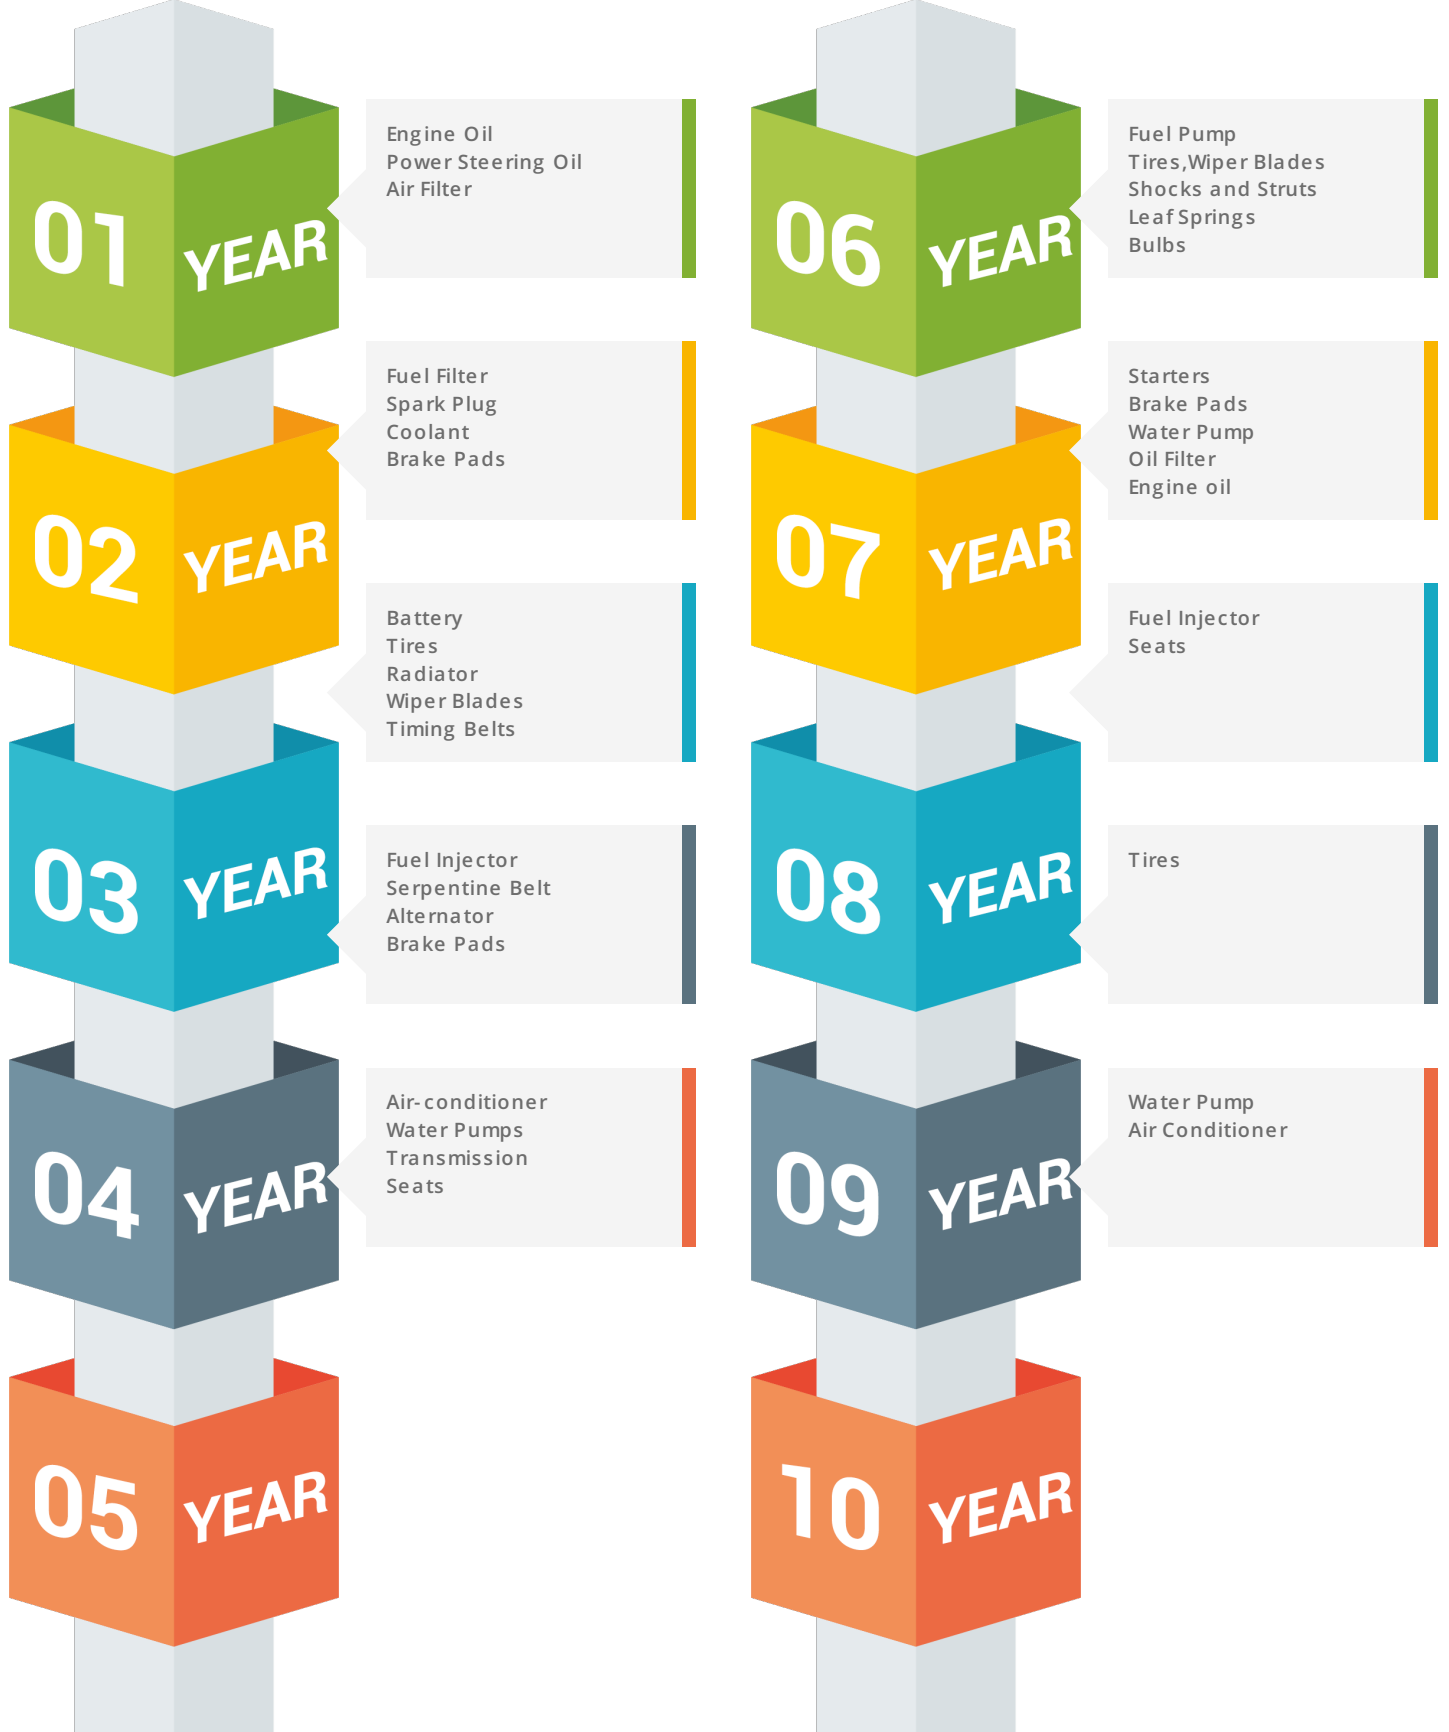 01 YEAR
Engine Oil
Power Steering Oil
Air Filter
02 YEAR
Fuel Filter
Spark Plug
Coolant
Brake Pads
03 YEAR
Battery
Tires
Radiator
Wiper Blades
Timing Belts
04 YEAR
Fuel Injector
Serpentine Belt
Alternator
Brake Pads
05 YEAR
Air-conditioner
Water Pumps
Transmission
Seats
06 YEAR
Fuel Pump
Tires,Wiper Blades
Shocks and Struts
Leaf Springs
Bulbs
07 YEAR
Starters
Brake Pads
Water Pump
Oil Filter
Engine oil
08 YEAR
Fuel Injector
Seats
09 YEAR
Tires
10 YEAR
Water Pump
Air Conditioner